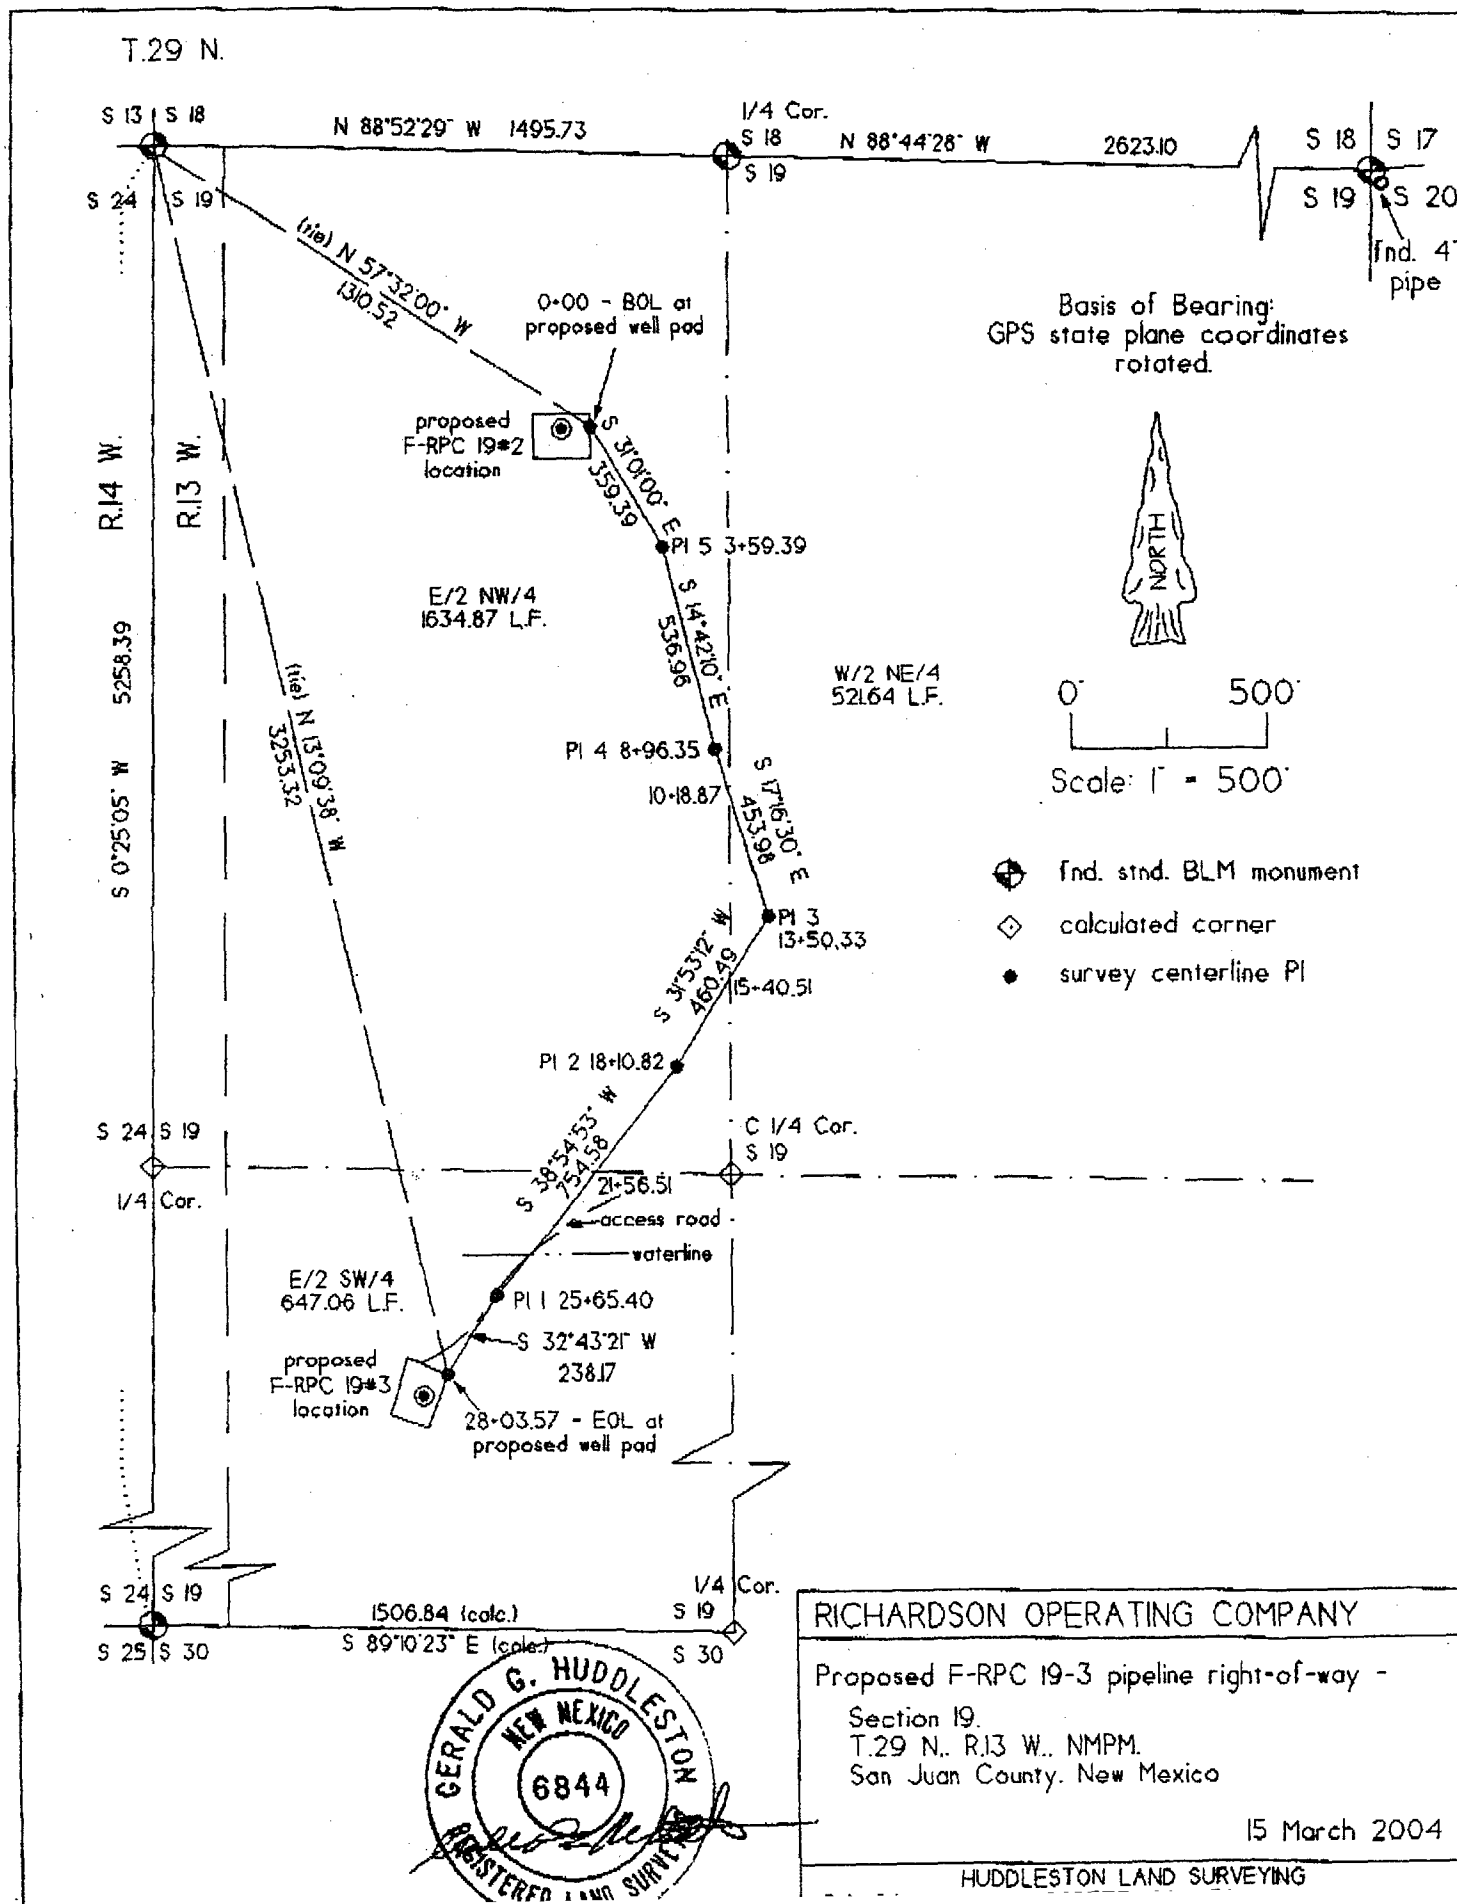 T.29 N.
S 13 S 18
N 88°52'29" W 1495.73
1/4 Cor.
S 18
S 19
N 88°44'28" W 2623.10
S 18 S 17
S 19 S 20
fnd. 4"
pipe
S 24 S 19
(tie) N 57°32'00" W
1310.52
0+00 - BOL at
proposed well pad
Basis of Bearing:
GPS state plane coordinates
rotated.
proposed
F-RPC 19#2
location
S 31°01'00" E
359.39
R.14 W.
R.13 W.
NORTH
PI 5 3+59.39
E/2 NW/4
1634.87 L.F.
S 14°42'10" E
536.96
S 0°25'05" W 5258.39
(tie) N 13°09'38" W
3253.32
W/2 NE/4
521.64 L.F.
0' 500'
Scale: 1" = 500'
PI 4 8+96.35
10+18.87
S 17°16'30" E
453.98
fnd. stnd. BLM monument
calculated corner
survey centerline PI
PI 3
13+50.33
S 31°53'12" W
460.49
15+40.51
PI 2 18+10.82
S 38°54'53" W
754.58
C 1/4 Cor.
S 19
S 24 S 19
1/4 Cor.
21+56.51
access road
waterline
E/2 SW/4
647.06 L.F.
PI 1 25+65.40
S 32°43'21" W
238.17
proposed
F-RPC 19#3
location
28+03.57 - EOL at
proposed well pad
S 24 S 19
S 25 S 30
1506.84 (calc.)
S 89°10'23" E (calc.)
1/4 Cor.
S 19
S 30
GERALD G. HUDDLESTON
NEW MEXICO
6844
REGISTERED LAND SURVEYOR
RICHARDSON OPERATING COMPANY
Proposed F-RPC 19-3 pipeline right-of-way -
Section 19,
T.29 N., R.13 W., NMPM,
San Juan County, New Mexico
15 March 2004
HUDDLESTON LAND SURVEYING